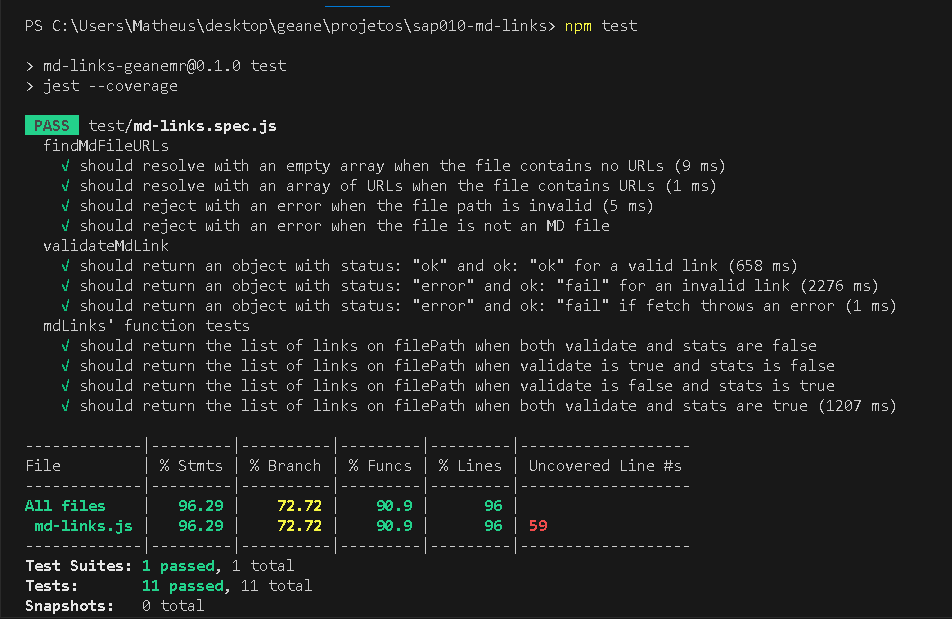 PS C:\Users\Matheus\desktop\geane\projetos\sap010-md-links> npm test
> md-links-geanemr@0.1.0 test
> jest --coverage
PASS test/md-links.spec.js
findMdFileURLs
√ should resolve with an empty array when the file contains no URLs (9 ms)
√ should resolve with an array of URLs when the file contains URLs (1 ms)
√ should reject with an error when the file path is invalid (5 ms)
√ should reject with an error when the file is not an MD file
validateMdLink
√ should return an object with status: "ok" and ok: "ok" for a valid link (658 ms)
√ should return an object with status: "error" and ok: "fail" for an invalid link (2276 ms)
√ should return an object with status: "error" and ok: "fail" if fetch throws an error (1 ms)
mdLinks' function tests
√ should return the list of links on filePath when both validate and stats are false
√ should return the list of links on filePath when validate is true and stats is false
√ should return the list of links on filePath when validate is false and stats is true
√ should return the list of links on filePath when both validate and stats are true (1207 ms)
-------------|---------|----------|---------|---------|-------------------
File | % Stmts | % Branch | % Funcs | % Lines | Uncovered Line #s
-------------|---------|----------|---------|---------|-------------------
All files | 96.29 | 72.72 | 90.9 | 96 |
md-links.js | 96.29 | 72.72 | 90.9 | 96 | 59
-------------|---------|----------|---------|---------|-------------------
Test Suites: 1 passed, 1 total
Tests: 11 passed, 11 total
Snapshots: 0 total